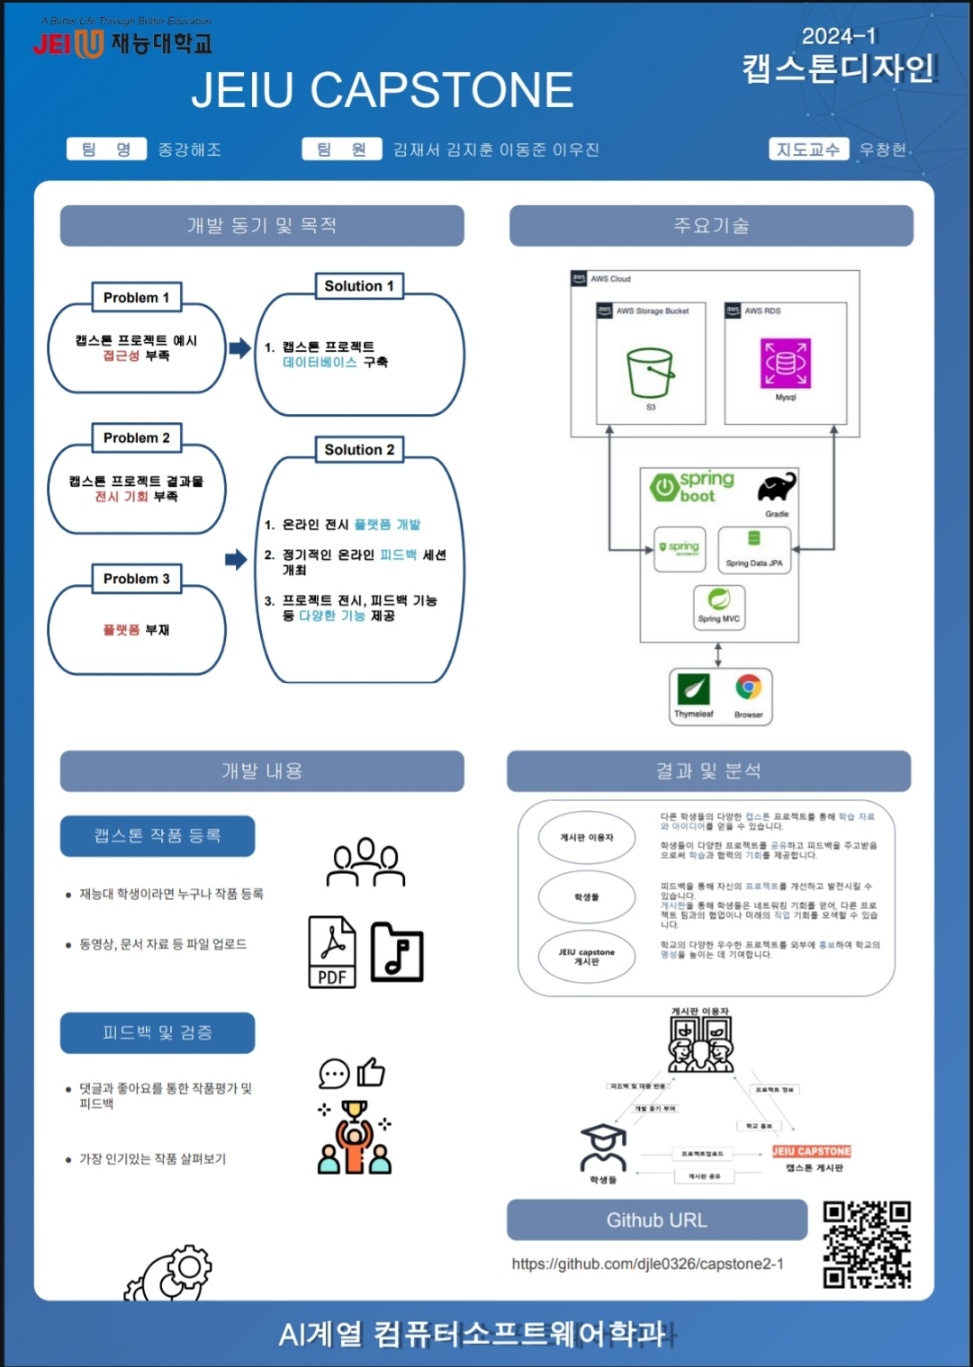 A Better Life Through Better Education
JEIU 재능대학교
2024-1
캡스톤디자인
JEIU CAPSTONE
팀 명 종강해조
팀 원 김재서 김지훈 이동준 이우진
지도교수 우창헌
개발 동기 및 목적
Problem 1
캡스톤 프로젝트 예시
접근성 부족
Solution 1
1. 캡스톤 프로젝트
데이터베이스 구축
Problem 2
캡스톤 프로젝트 결과물
전시 기회 부족
Problem 3
플랫폼 부재
Solution 2
1. 온라인 전시 플랫폼 개발
2. 정기적인 온라인 피드백 세션
개최
3. 프로젝트 전시, 피드백 기능
등 다양한 기능 제공
주요기술
aws AWS Cloud
aws AWS Storage Bucket
S3
aws AWS RDS
Mysql
spring
boot
Gradle
spring
Spring Data JPA
Spring MVC
Thymeleaf
Browser
개발 내용
캡스톤 작품 등록
• 재능대 학생이라면 누구나 작품 등록
• 동영상, 문서 자료 등 파일 업로드
PDF
피드백 및 검증
• 댓글과 좋아요를 통한 작품평가 및
피드백
• 가장 인기있는 작품 살펴보기
결과 및 분석
게시판 이용자
다른 학생들의 다양한 캡스톤 프로젝트를 통해 학습 자료
와 아이디어를 얻을 수 있습니다.
학생들이 다양한 프로젝트를 공유하고 피드백을 주고받음
으로써 학습과 협력의 기회를 제공합니다.
학생들
피드백을 통해 자신의 프로젝트를 개선하고 발전시킬 수
있습니다.
게시판을 통해 학생들은 네트워킹 기회를 얻어, 다른 프로
젝트 팀과의 협업이나 미래의 직업 기회를 모색할 수 있습
니다.
JEIU capstone
게시판
학교의 다양한 우수한 프로젝트를 외부에 홍보하여 학교의
명성을 높이는 데 기여합니다.
게시판 이용자
피드백 및 대중 반응
개발 동기 부여
프로젝트 정보
학교 홍보
학생들
프로젝트업로드
게시판 공유
JEIU CAPSTONE
캡스톤 게시판
Github URL
https://github.com/djle0326/capstone2-1
AI계열 컴퓨터소프트웨어학과